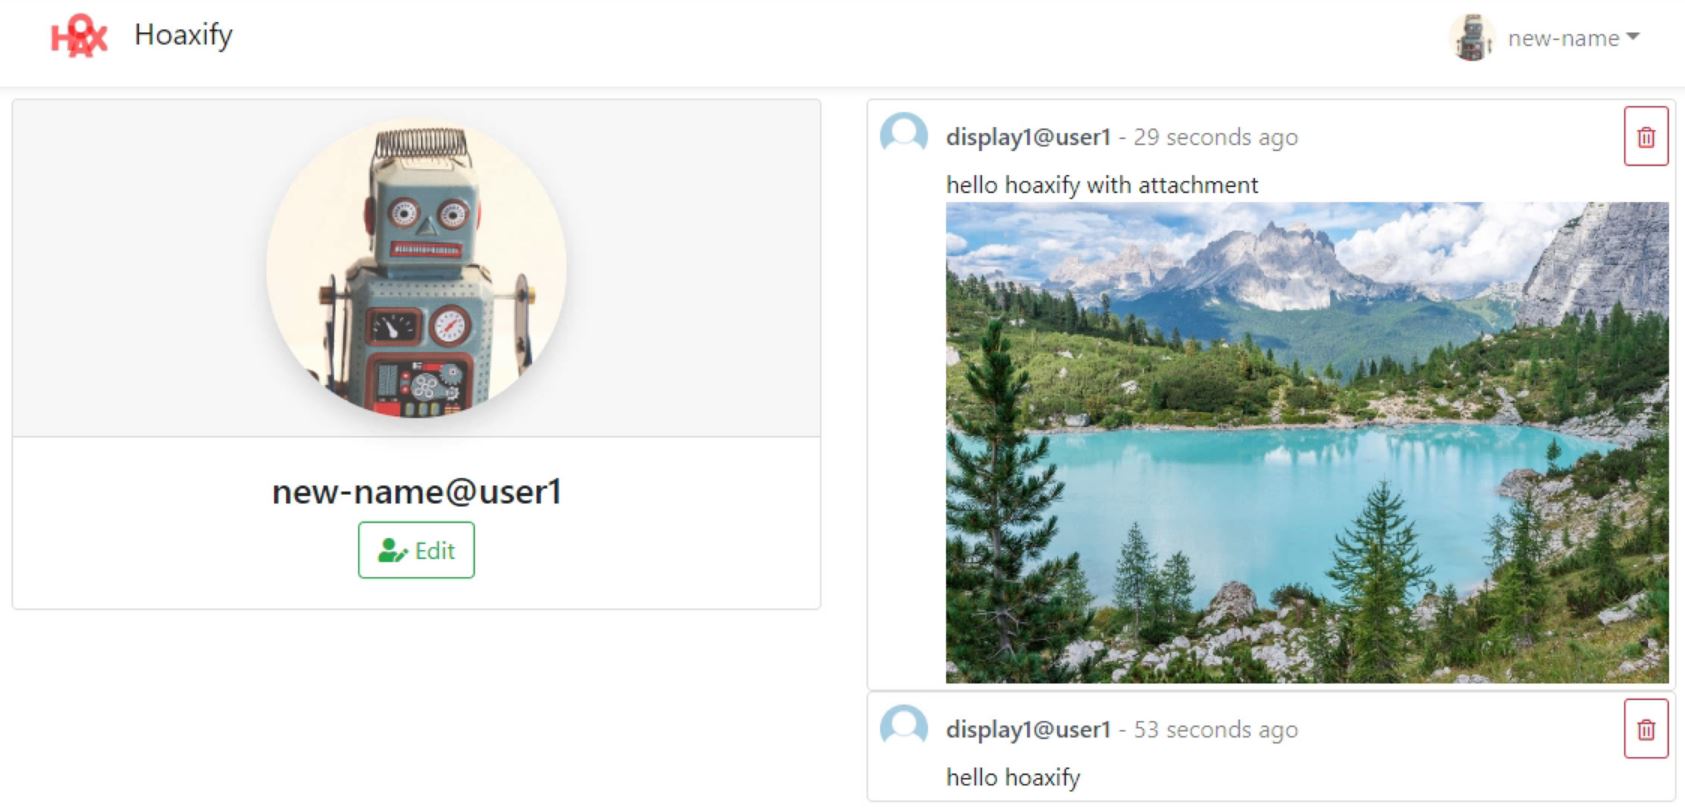 HOAX
Hoaxify
new-name
new-name@user1
Edit
display1@user1 - 29 seconds ago
hello hoaxify with attachment
display1@user1 - 53 seconds ago
hello hoaxify